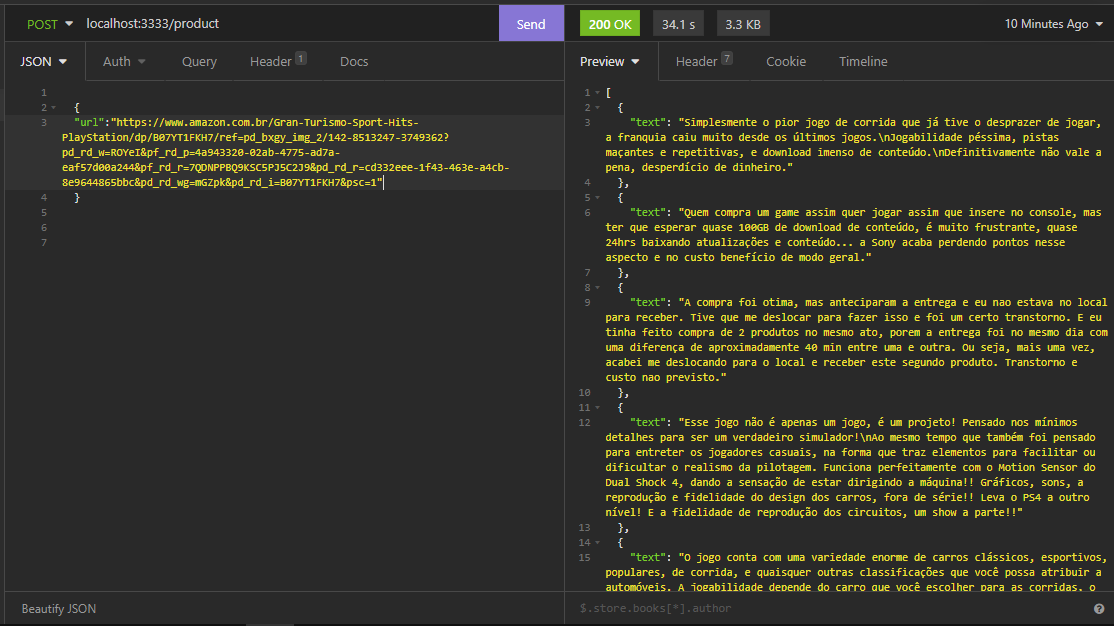 POST localhost:3333/product Send 200 OK 34.1 s 3.3 KB 10 Minutes Ago
JSON Auth Query Header 1 Docs Preview Header 7 Cookie Timeline
1
2 {
3 "url":"https://www.amazon.com.br/Gran-Turismo-Sport-Hits-
PlayStation/dp/B07YT1FKH7/ref=pd_bxgy_img_2/142-8513247-3749362?
pd_rd_w=ROYeI&pf_rd_p=4a943320-02ab-4775-ad7a-
eaf57d00a244&pf_rd_r=7QDNPPBQ9KSC5PJ5C2J9&pd_rd_r=cd332eee-1f43-463e-a4cb-
8e9644865bbc&pd_rd_wg=mGZpk&pd_rd_i=B07YT1FKH7&psc=1"
4 }
5
6
7
1 [
2 {
3 "text": "Simplesmente o pior jogo de corrida que já tive o desprazer de jogar,
a franquia caiu muito desde os últimos jogos.\nJogabilidade péssima, pistas
maçantes e repetitivas, e download imenso de conteúdo.\nDefinitivamente não vale a
pena, desperdício de dinheiro."
4 },
5 {
6 "text": "Quem compra um game assim quer jogar assim que insere no console, mas
ter que esperar quase 100GB de download de conteúdo, é muito frustrante, quase
24hrs baixando atualizações e conteúdo... a Sony acaba perdendo pontos nesse
aspecto e no custo benefício de modo geral."
7 },
8 {
9 "text": "A compra foi otima, mas anteciparam a entrega e eu nao estava no local
para receber. Tive que me deslocar para fazer isso e foi um certo transtorno. E eu
tinha feito compra de 2 produtos no mesmo ato, porem a entrega foi no mesmo dia com
uma diferença de aproximadamente 40 min entre uma e outra. Ou seja, mais uma vez,
acabei me deslocando para o local e receber este segundo produto. Transtorno e
custo nao previsto."
10 },
11 {
12 "text": "Esse jogo não é apenas um jogo, é um projeto! Pensado nos mínimos
detalhes para ser um verdadeiro simulador!\nAo mesmo tempo que também foi pensado
para entreter os jogadores casuais, na forma que traz elementos para facilitar ou
dificultar o realismo da pilotagem. Funciona perfeitamente com o Motion Sensor do
Dual Shock 4, dando a sensação de estar dirigindo a máquina!! Gráficos, sons, a
reprodução e fidelidade do design dos carros, fora de série!! Leva o PS4 a outro
nível! E a fidelidade de reprodução dos circuitos, um show a parte!!"
13 },
14 {
15 "text": "O jogo conta com uma variedade enorme de carros clássicos, esportivos,
populares, de corrida, e quaisquer outras classificações que você possa atribuir a
automóveis. A jogabilidade depende do carro que você escolher para as corridas, o
Beautify JSON $.store.books[*].author ?